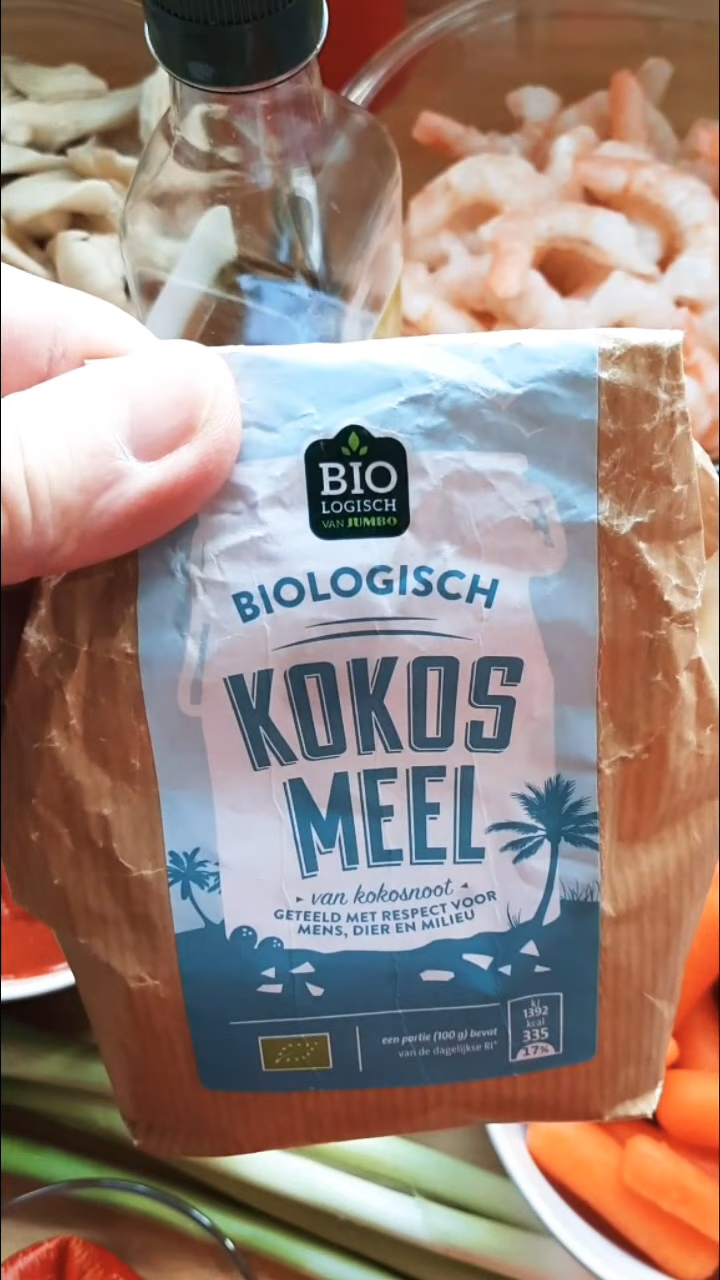 BIO
LOGISCH
VAN JUMBO
BIOLOGISCH
KOKOS
MEEL
van kokosnoot
GETEELD MET RESPECT VOOR
MENS, DIER EN MILIEU
een portie (100 g) bevat
van de dagelijkse RI*
kJ
1392
kcal
335
17%